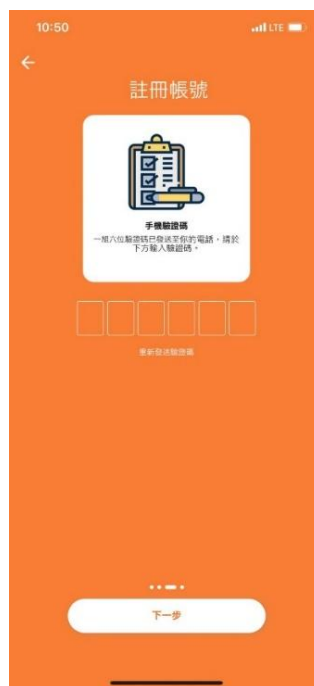 10:50
LTE
註冊帳號
手機驗證碼
一組六位驗證碼已發送至你的電話，請於
下方輸入驗證碼。
重新發送驗證碼
下一步